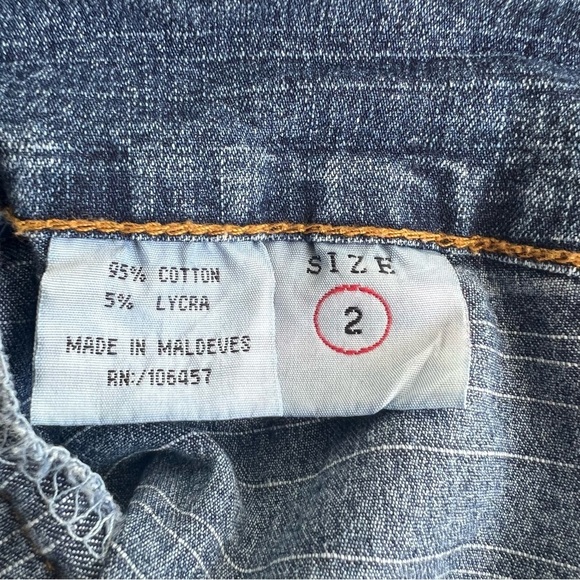 95% COTTON
5% LYCRA
MADE IN MALDEVES
RN:/106457
SIZE
2